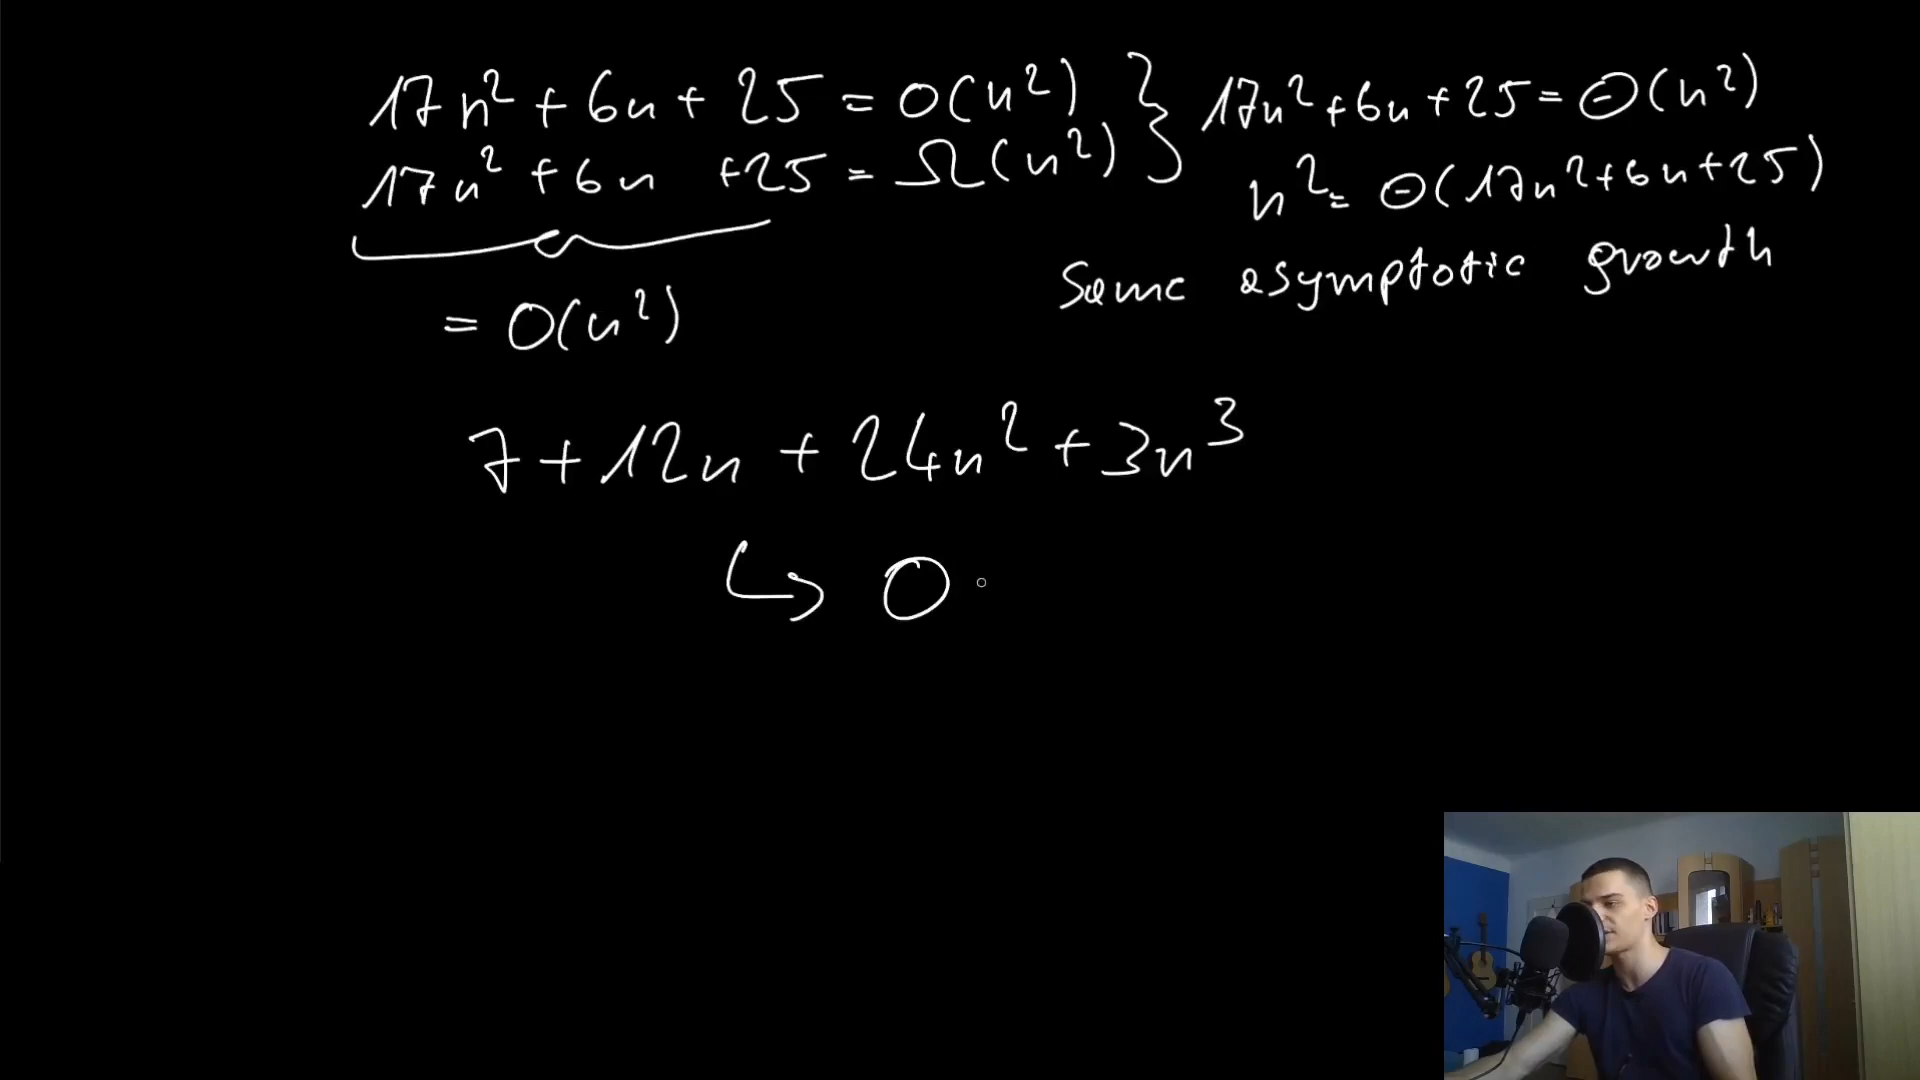 17n² + 6n + 25 = O(n²) } 17n² + 6n + 25 = Θ(n²)
17n² + 6n + 25 = Ω(n²) n² = Θ(17n² + 6n + 25)
Same asymptotic growth
= O(n²)
7 + 12n + 24n² + 3n³
↳ O